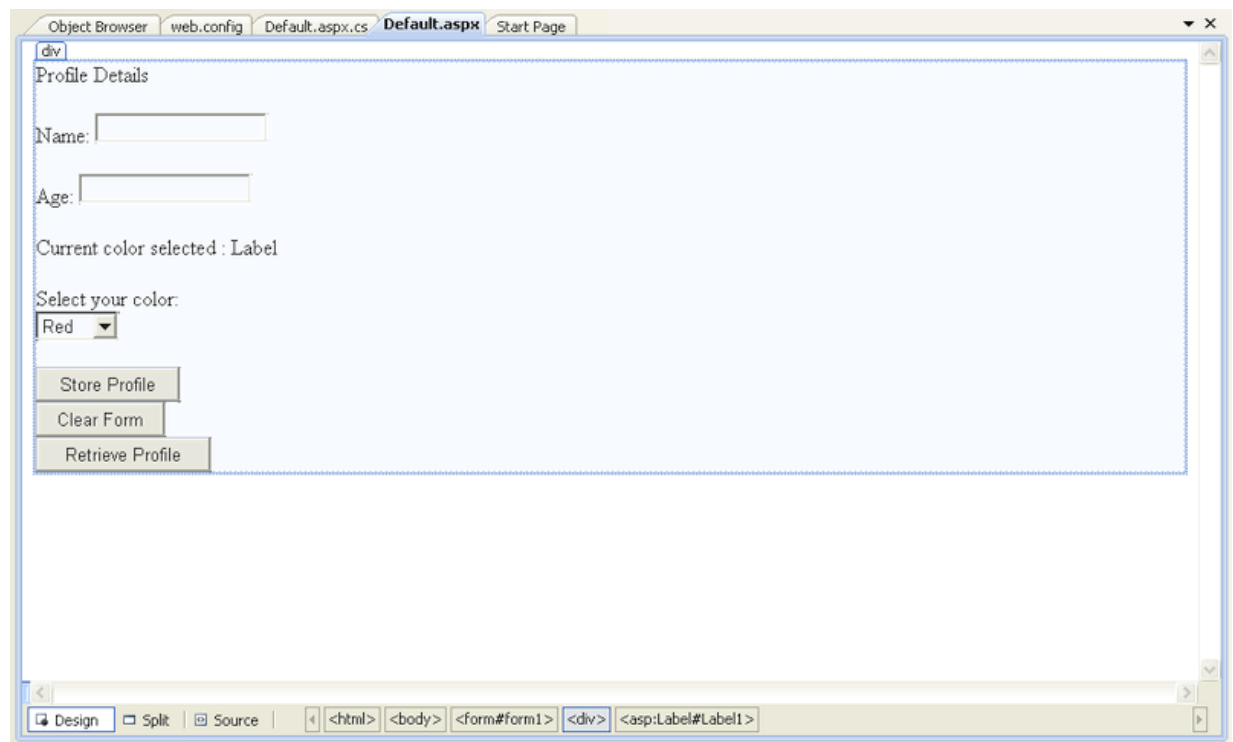 Object Browser web.config Default.aspx.cs Default.aspx Start Page
div
Profile Details
Name:
Age:
Current color selected : Label
Select your color:
Red
Store Profile
Clear Form
Retrieve Profile
Design Split Source <html> <body> <form#form1> <div> <asp:Label#Label1>